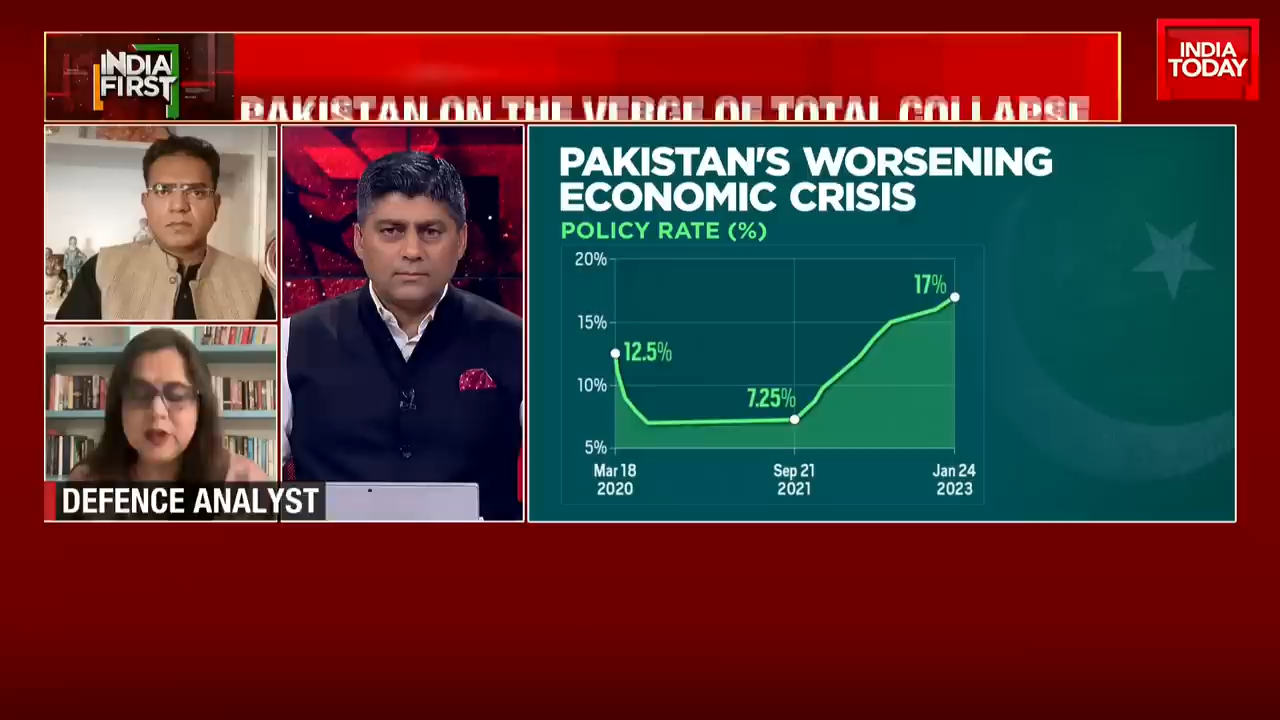 INDIA
FIRST
PAKISTAN ON THE VERGE OF TOTAL COLLAPSE
INDIA
TODAY
PAKISTAN'S WORSENING
ECONOMIC CRISIS
POLICY RATE (%)
20%
15%
10%
5%
12.5%
7.25%
17%
Mar 18
2020
Sep 21
2021
Jan 24
2023
DEFENCE ANALYST